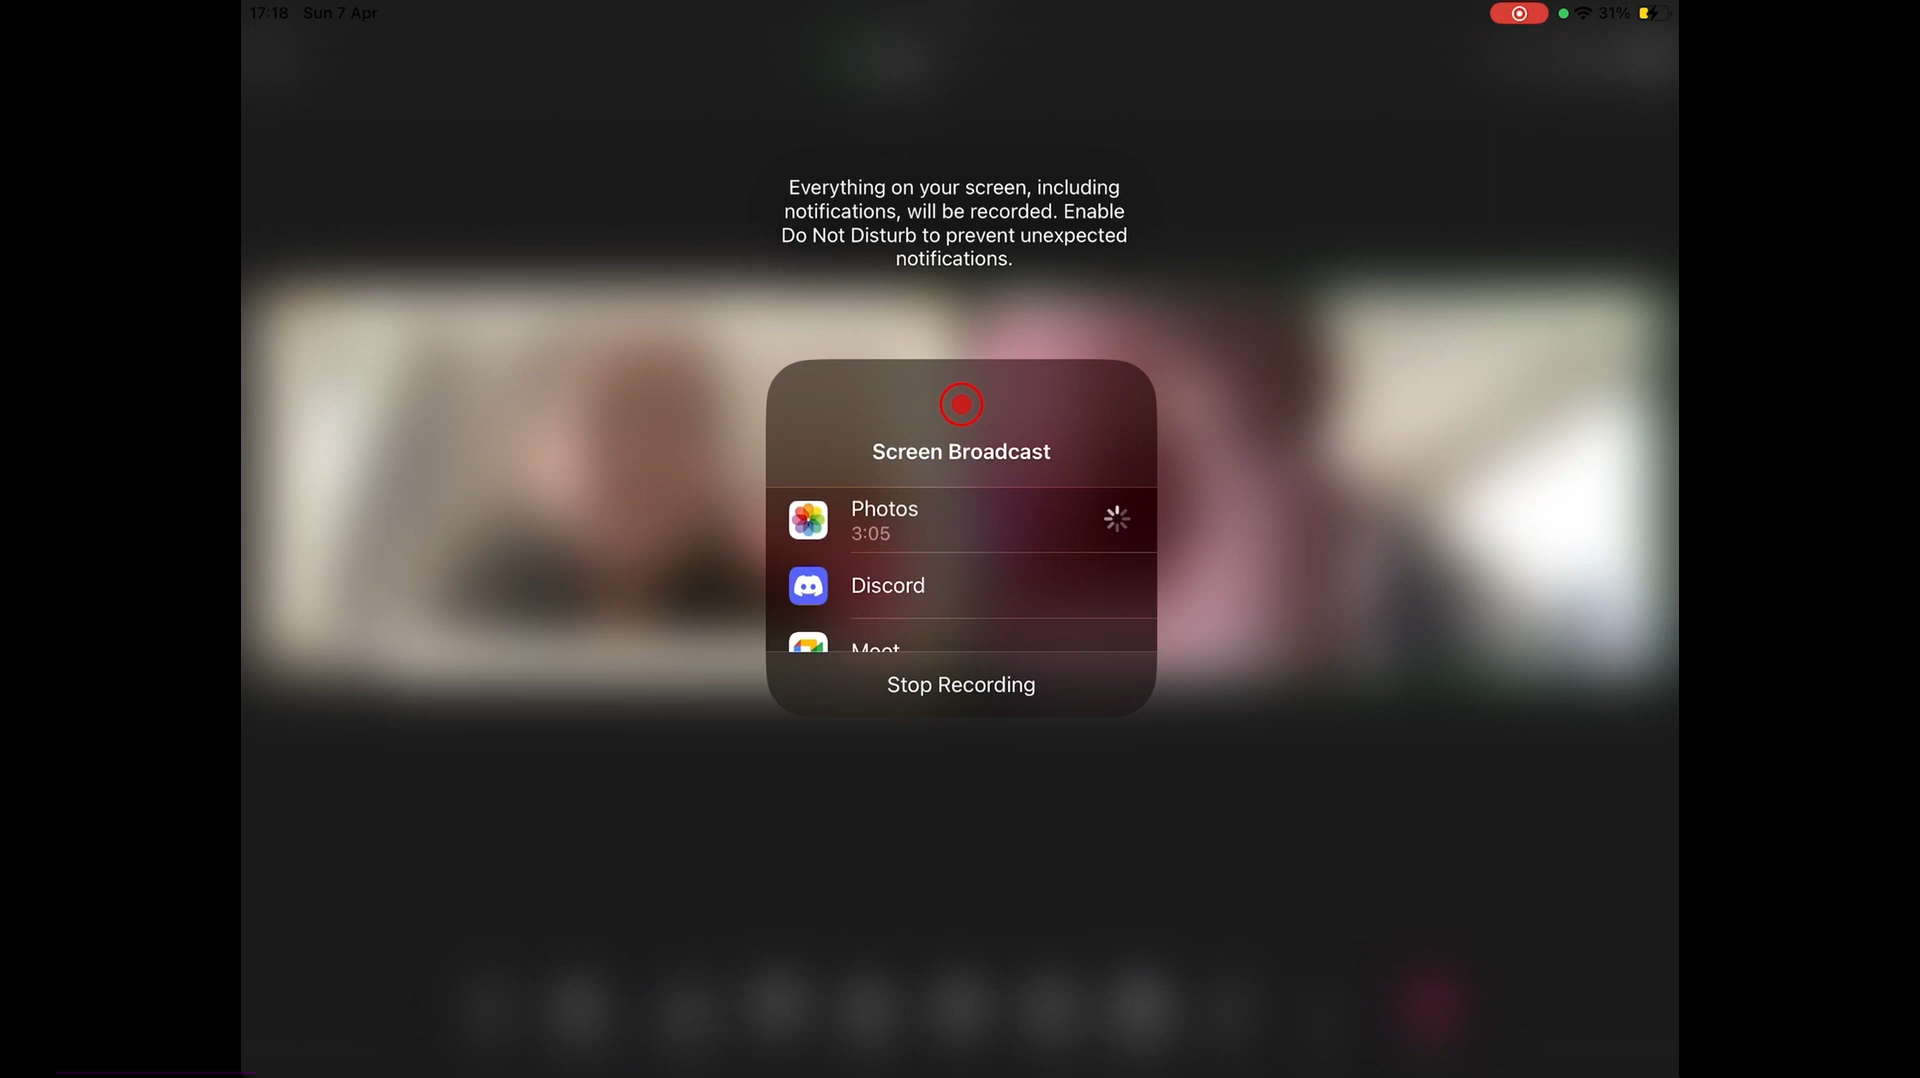 17:18 Sun 7 Apr
31%
Everything on your screen, including
notifications, will be recorded. Enable
Do Not Disturb to prevent unexpected
notifications.
Screen Broadcast
Photos
3:05
Discord
Meet
Stop Recording